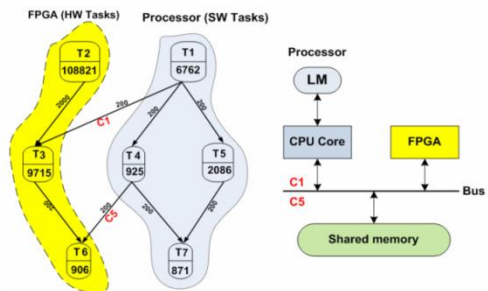 FPGA (HW Tasks)
Processor (SW Tasks)
T2
108821
T1
6762
2000
200
200
200
C1
T3
9715
T4
925
T5
2086
906
200
C5
200
200
T6
906
T7
871
Processor
LM
CPU Core
FPGA
C1
Bus
C5
Shared memory